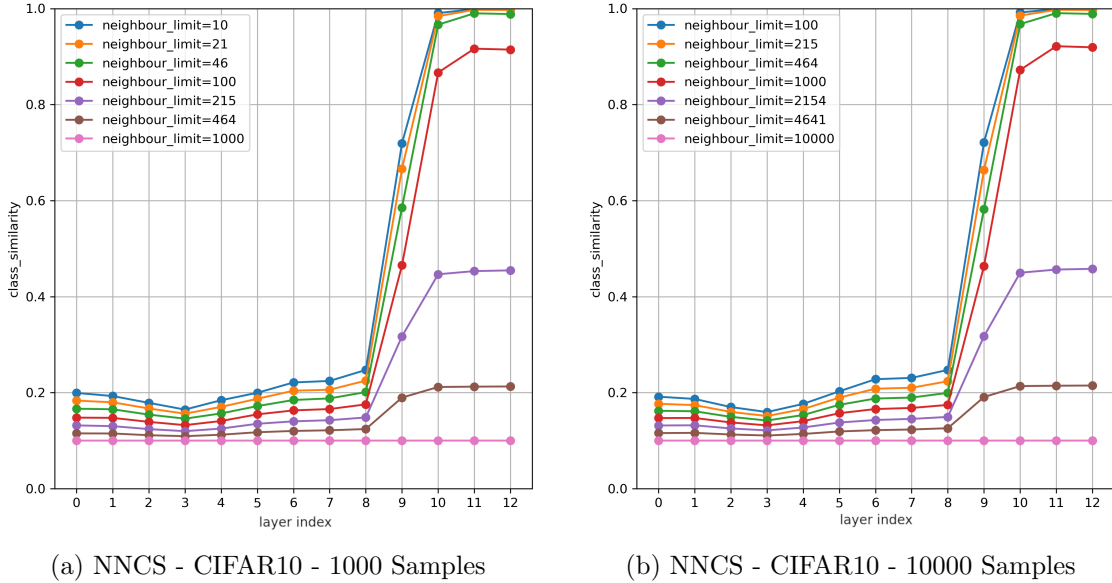 1.0
0.8
0.6
0.4
0.2
0.0
class_similarity
neighbour_limit=10
neighbour_limit=21
neighbour_limit=46
neighbour_limit=100
neighbour_limit=215
neighbour_limit=464
neighbour_limit=1000
0 1 2 3 4 5 6 7 8 9 10 11 12
layer index
(a) NNCS - CIFAR10 - 1000 Samples
1.0
0.8
0.6
0.4
0.2
0.0
class_similarity
neighbour_limit=100
neighbour_limit=215
neighbour_limit=464
neighbour_limit=1000
neighbour_limit=2154
neighbour_limit=4641
neighbour_limit=10000
0 1 2 3 4 5 6 7 8 9 10 11 12
layer index
(b) NNCS - CIFAR10 - 10000 Samples